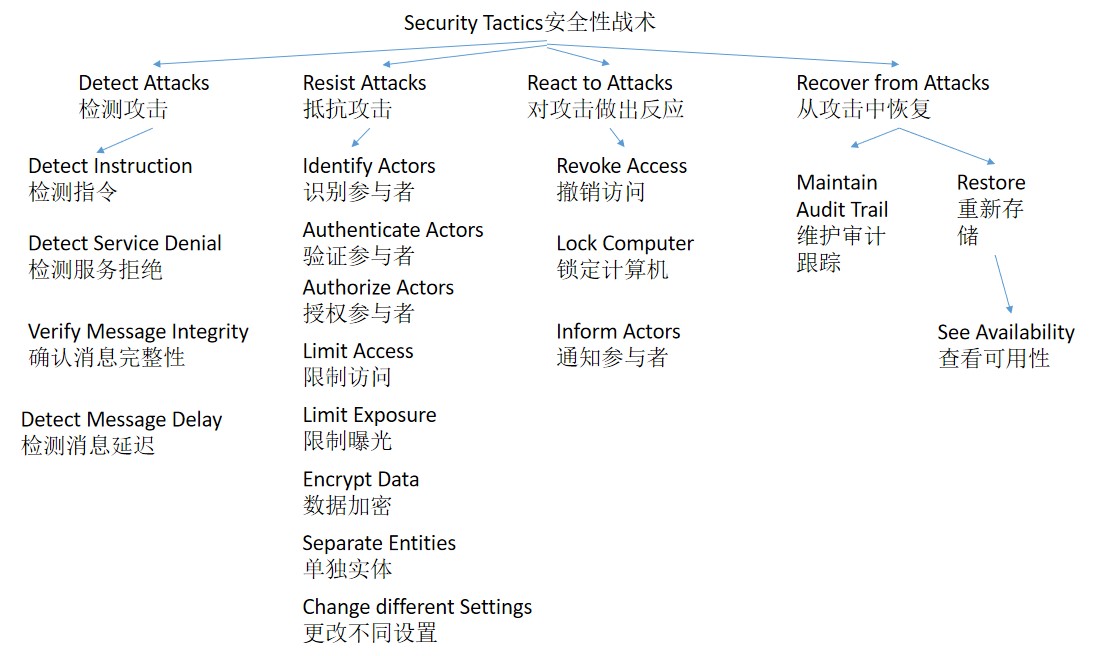 Security Tactics安全性战术
Detect Attacks
检测攻击
Resist Attacks
抵抗攻击
React to Attacks
对攻击做出反应
Recover from Attacks
从攻击中恢复
Detect Instruction
检测指令
Detect Service Denial
检测服务拒绝
Verify Message Integrity
确认消息完整性
Detect Message Delay
检测消息延迟
Identify Actors
识别参与者
Authenticate Actors
验证参与者
Authorize Actors
授权参与者
Limit Access
限制访问
Limit Exposure
限制曝光
Encrypt Data
数据加密
Separate Entities
单独实体
Change different Settings
更改不同设置
Revoke Access
撤销访问
Lock Computer
锁定计算机
Inform Actors
通知参与者
Maintain
Audit Trail
维护审计
跟踪
Restore
重新存
储
See Availability
查看可用性